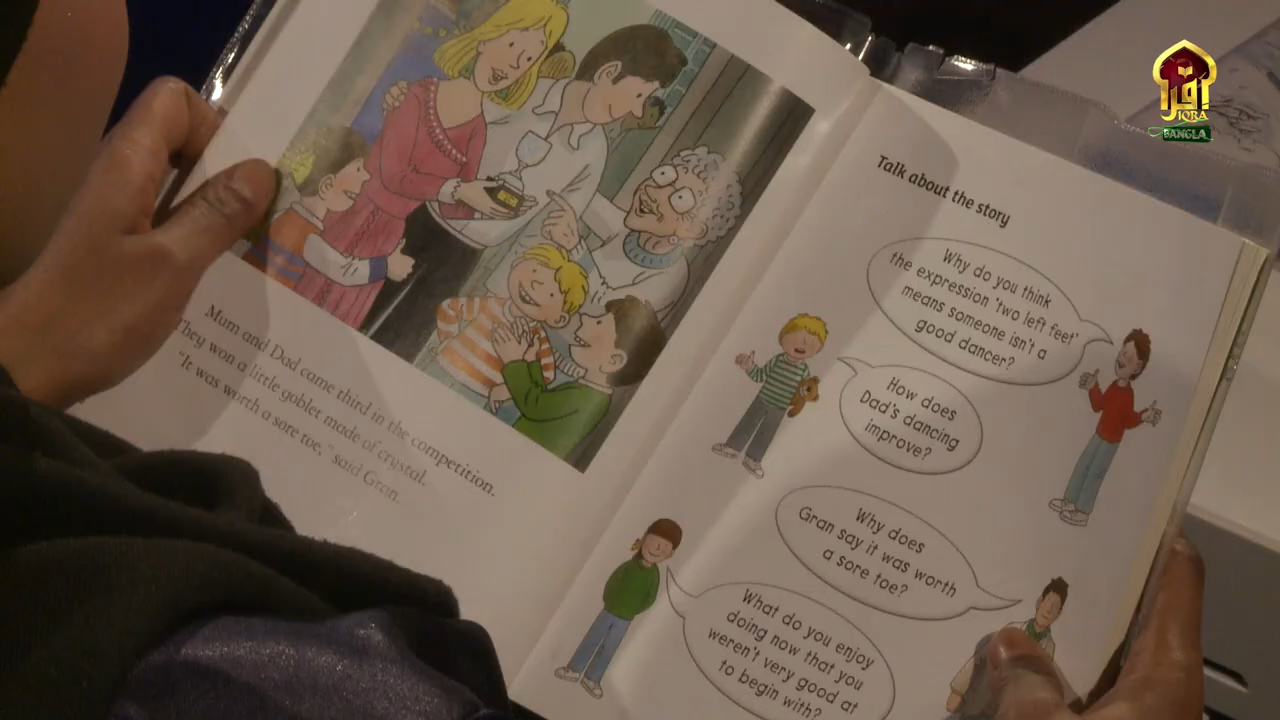 Mum and Dad came third in the competition.
They won a little goblet made of crystal.
"It was worth a sore toe," said Gran.
Talk about the story
Why do you think
the expression 'two left feet'
means someone isn't a
good dancer?
How does
Dad's dancing
improve?
Why does
Gran say it was worth
a sore toe?
What do you enjoy
doing now that you
weren't very good at
to begin with?
اقرأ
IQRA
BANGLA